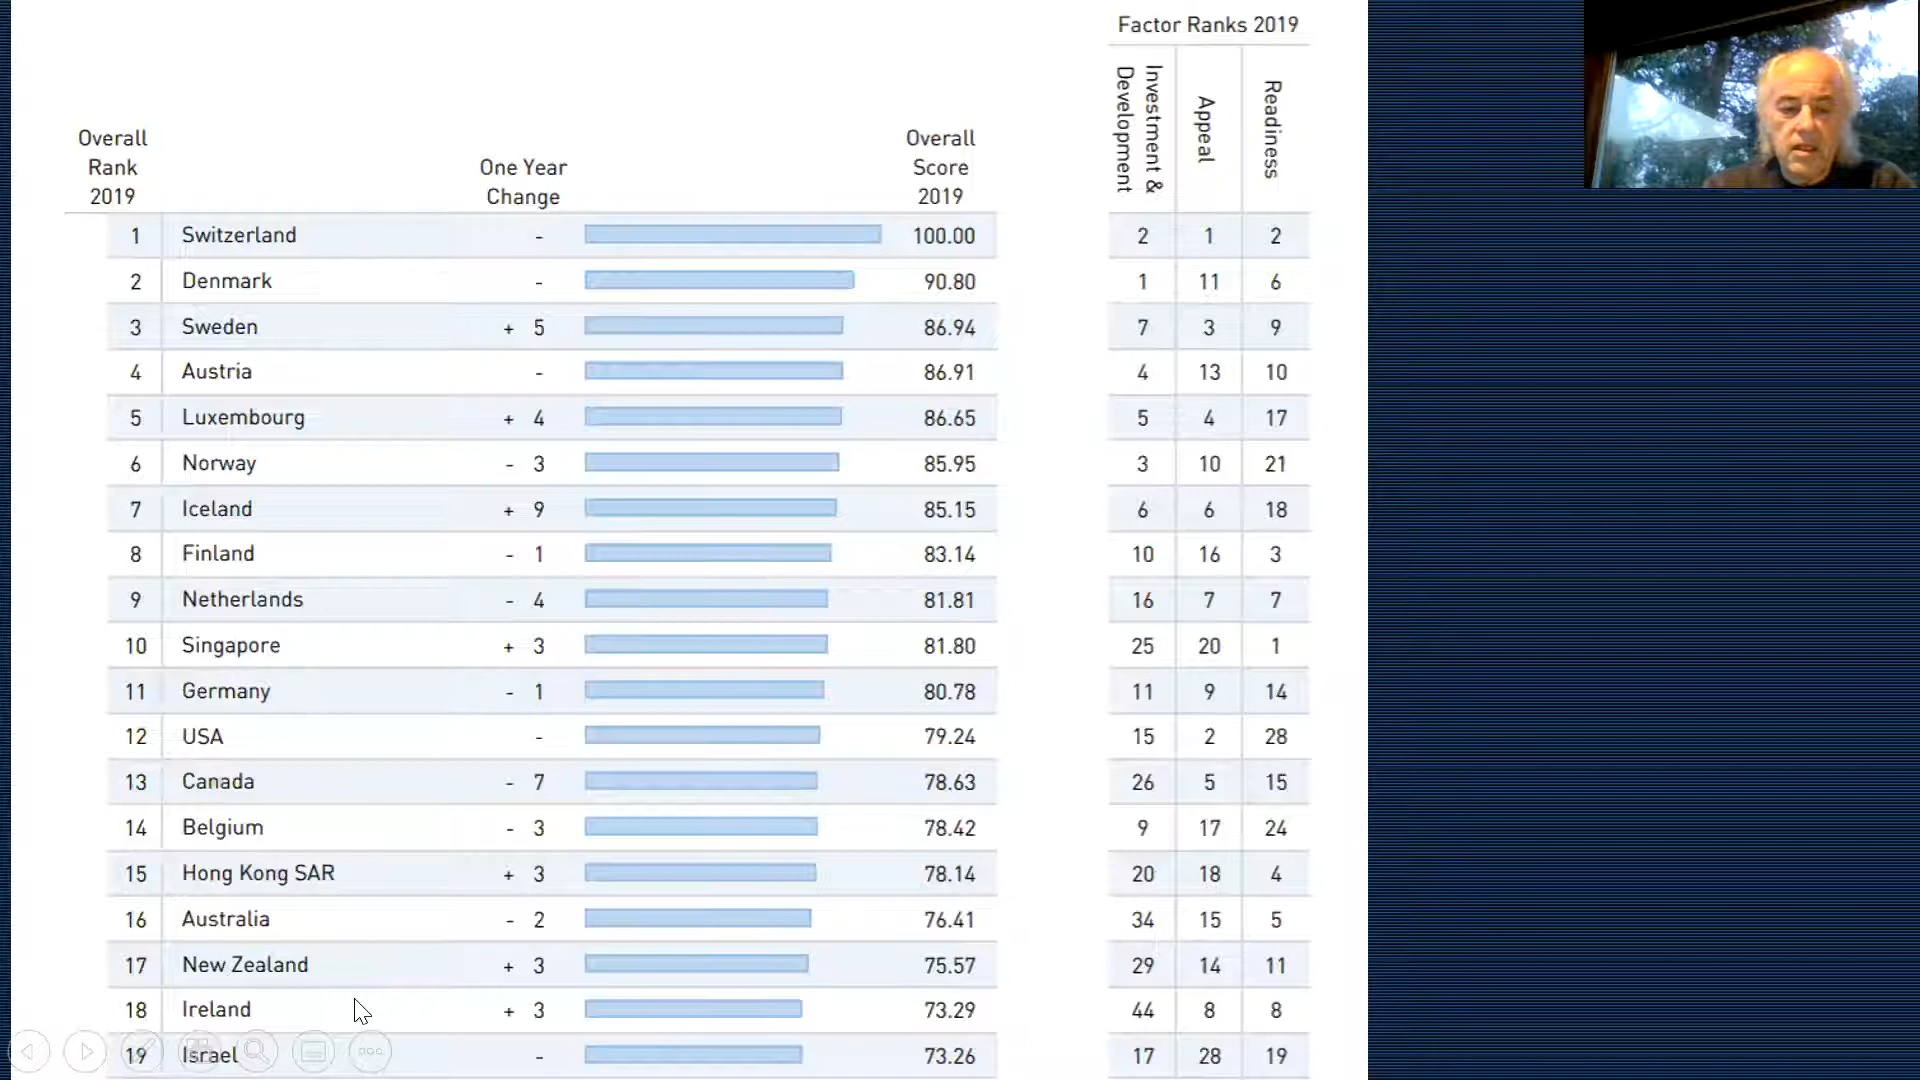 Factor Ranks 2019
Overall Rank 2019
One Year Change
Overall Score 2019
Investment & Development
Appeal
Readiness
1 Switzerland - 100.00 2 1 2
2 Denmark - 90.80 1 11 6
3 Sweden + 5 86.94 7 3 9
4 Austria - 86.91 4 13 10
5 Luxembourg + 4 86.65 5 4 17
6 Norway - 3 85.95 3 10 21
7 Iceland + 9 85.15 6 6 18
8 Finland - 1 83.14 10 16 3
9 Netherlands - 4 81.81 16 7 7
10 Singapore + 3 81.80 25 20 1
11 Germany - 1 80.78 11 9 14
12 USA - 79.24 15 2 28
13 Canada - 7 78.63 26 5 15
14 Belgium - 3 78.42 9 17 24
15 Hong Kong SAR + 3 78.14 20 18 4
16 Australia - 2 76.41 34 15 5
17 New Zealand + 3 75.57 29 14 11
18 Ireland + 3 73.29 44 8 8
19 Israel - 73.26 17 28 19